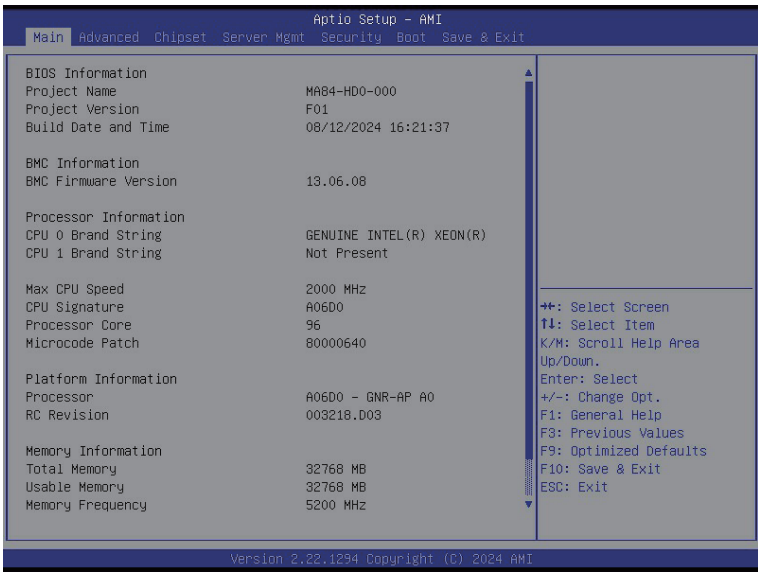 Aptio Setup – AMI
Main Advanced Chipset Server Mgmt Security Boot Save & Exit
BIOS Information
Project Name MA84-HD0-000
Project Version F01
Build Date and Time 08/12/2024 16:21:37
BMC Information
BMC Firmware Version 13.06.08
Processor Information
CPU 0 Brand String GENUINE INTEL(R) XEON(R)
CPU 1 Brand String Not Present
Max CPU Speed 2000 MHz
CPU Signature A06D0
Processor Core 96
Microcode Patch 80000640
Platform Information
Processor A06D0 - GNR-AP A0
RC Revision 003218.D03
Memory Information
Total Memory 32768 MB
Usable Memory 32768 MB
Memory Frequency 5200 MHz
→←: Select Screen
↑↓: Select Item
K/M: Scroll Help Area
Up/Down.
Enter: Select
+/-: Change Opt.
F1: General Help
F3: Previous Values
F9: Optimized Defaults
F10: Save & Exit
ESC: Exit
Version 2.22.1294 Copyright (C) 2024 AMI